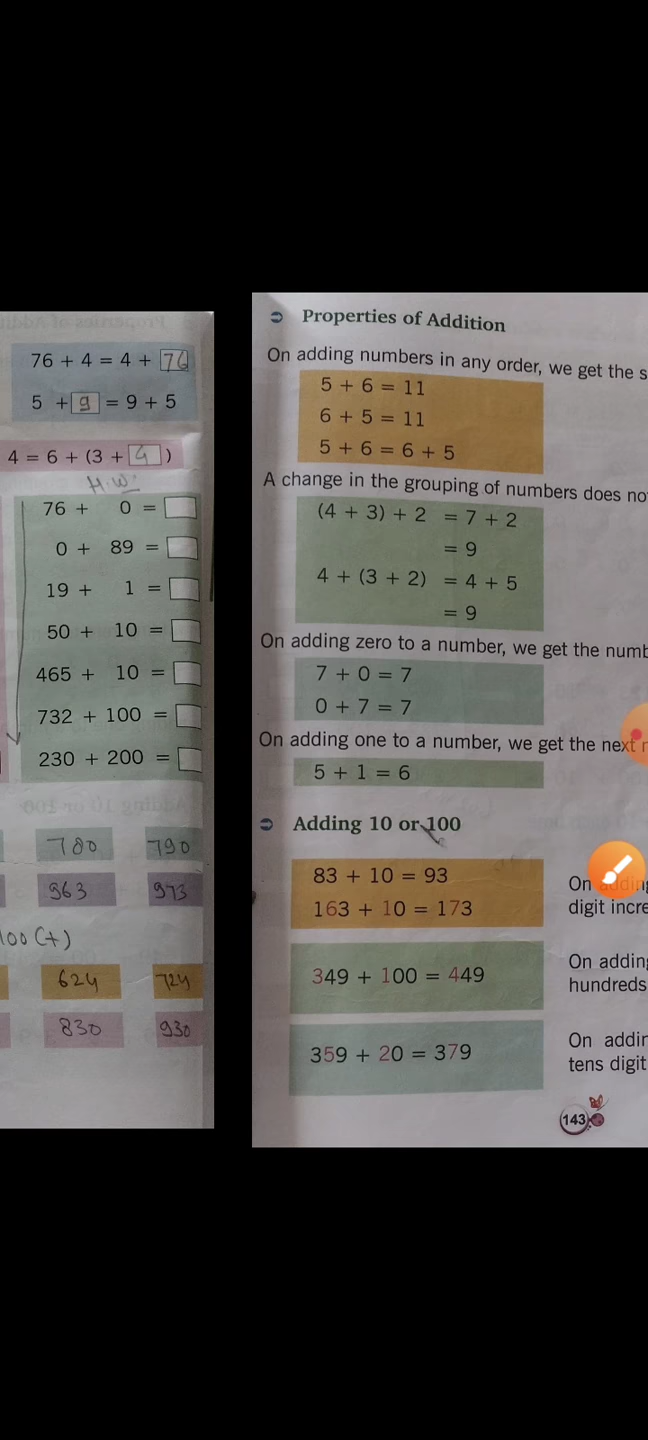 76 + 4 = 4 + 76
5 + 9 = 9 + 5
4 = 6 + (3 + 4)
H.W.
76 + 0 =
0 + 89 =
19 + 1 =
50 + 10 =
465 + 10 =
732 + 100 =
230 + 200 =
780 790
963 973
100 (+)
624 724
830 930
Properties of Addition
On adding numbers in any order, we get the s
5 + 6 = 11
6 + 5 = 11
5 + 6 = 6 + 5
A change in the grouping of numbers does no
(4 + 3) + 2 = 7 + 2
= 9
4 + (3 + 2) = 4 + 5
= 9
On adding zero to a number, we get the numb
7 + 0 = 7
0 + 7 = 7
On adding one to a number, we get the next
5 + 1 = 6
Adding 10 or 100
83 + 10 = 93
163 + 10 = 173
On adding
digit incre
349 + 100 = 449
On adding
hundreds
359 + 20 = 379
On addin
tens digit
143